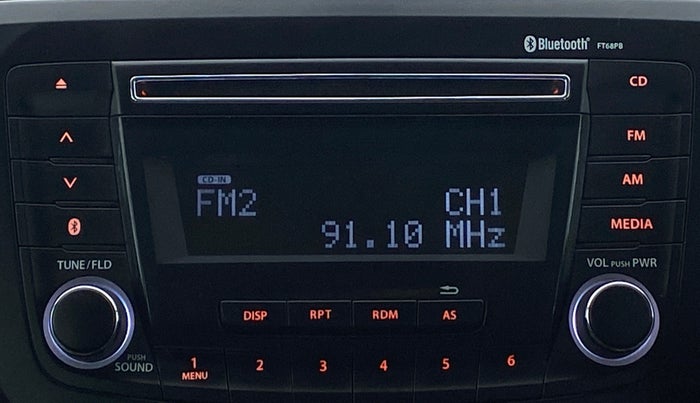 Bluetooth® FT68PB
CD
FM
AM
MEDIA
CD-IN
FM2 CH1
91.10 MHz
TUNE/FLD
VOL PUSH PWR
DISP RPT RDM AS
PUSH
SOUND
1 2 3 4 5 6
MENU